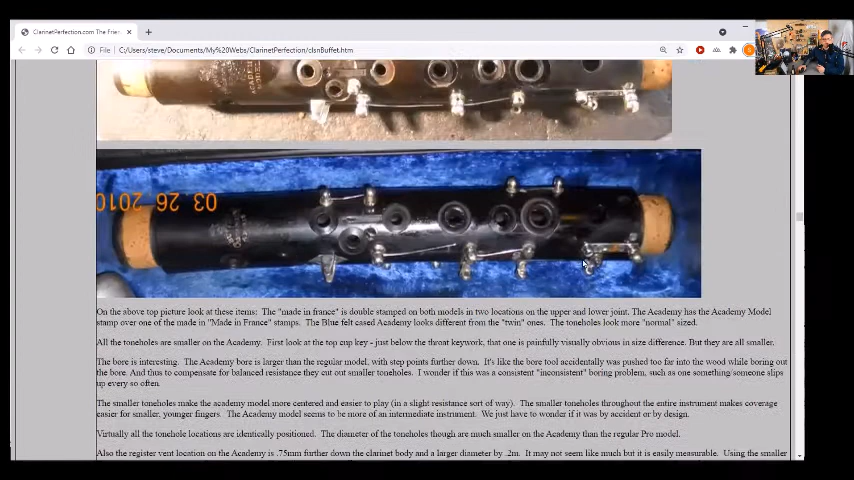 ClarinetPerfection.com The Frie
File
C:/Users/steve/Documents/My%20Webs/ClarinetPerfection/clsnBuffet.htm
03 26 2010
On the above top picture look at these items: The "made in france" is double stamped on both models in two locations on the upper and lower joint. The Academy has the Academy Model
stamp over one of the made in "Made in France" stamps. The Blue felt cased Academy looks different from the "twin" ones. The toneholes look more "normal" sized.
All the toneholes are smaller on the Academy. First look at the top cup key - just below the throat keywork, that one is painfully visually obvious in size difference. But they are all smaller.
The bore is interesting. The Academy bore is larger than the regular model, with step points further down. It's like the bore tool accidentally was pushed too far into the wood while boring out
the bore. And thus to compensate for balanced resistance they cut out smaller toneholes. I wonder if this was a consistent "inconsistent" boring problem, such as one something/someone slips
up every so often.
The smaller toneholes make the academy model more centered and easier to play (in a slight resistance sort of way). The smaller toneholes throughout the entire instrument makes coverage
easier for smaller, younger fingers. The Academy model seems to be more of an intermediate instrument. We just have to wonder if it was by accident or by design.
Virtually all the tonehole locations are identically positioned. The diameter of the toneholes though are much smaller on the Academy than the regular Pro model.
Also the register vent location on the Academy is .75mm further down the clarinet body and a larger diameter by .2m. It may not seem like much but it is easily measurable. Using the smaller